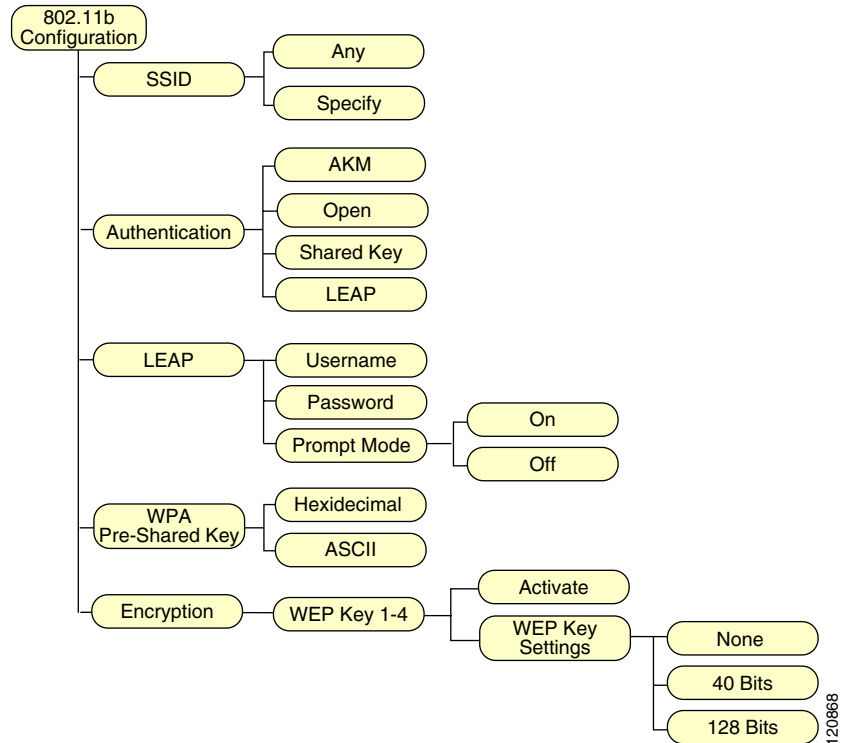 802.11b
Configuration
SSID
Any
Specify
Authentication
AKM
Open
Shared Key
LEAP
LEAP
Username
Password
Prompt Mode
On
Off
WPA
Pre-Shared Key
Hexidecimal
ASCII
Encryption
WEP Key 1-4
Activate
WEP Key
Settings
None
40 Bits
128 Bits
120868